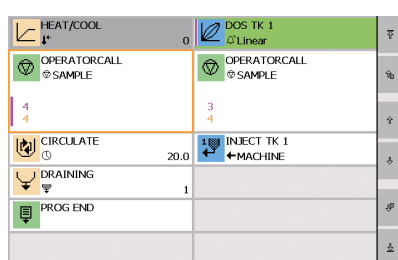 HEAT/COOL
0
DOS TK 1
Linear
OPERATORCALL
SAMPLE
4
4
OPERATORCALL
SAMPLE
3
4
CIRCULATE
20.0
1
INJECT TK 1
MACHINE
DRAINING
1
PROG END